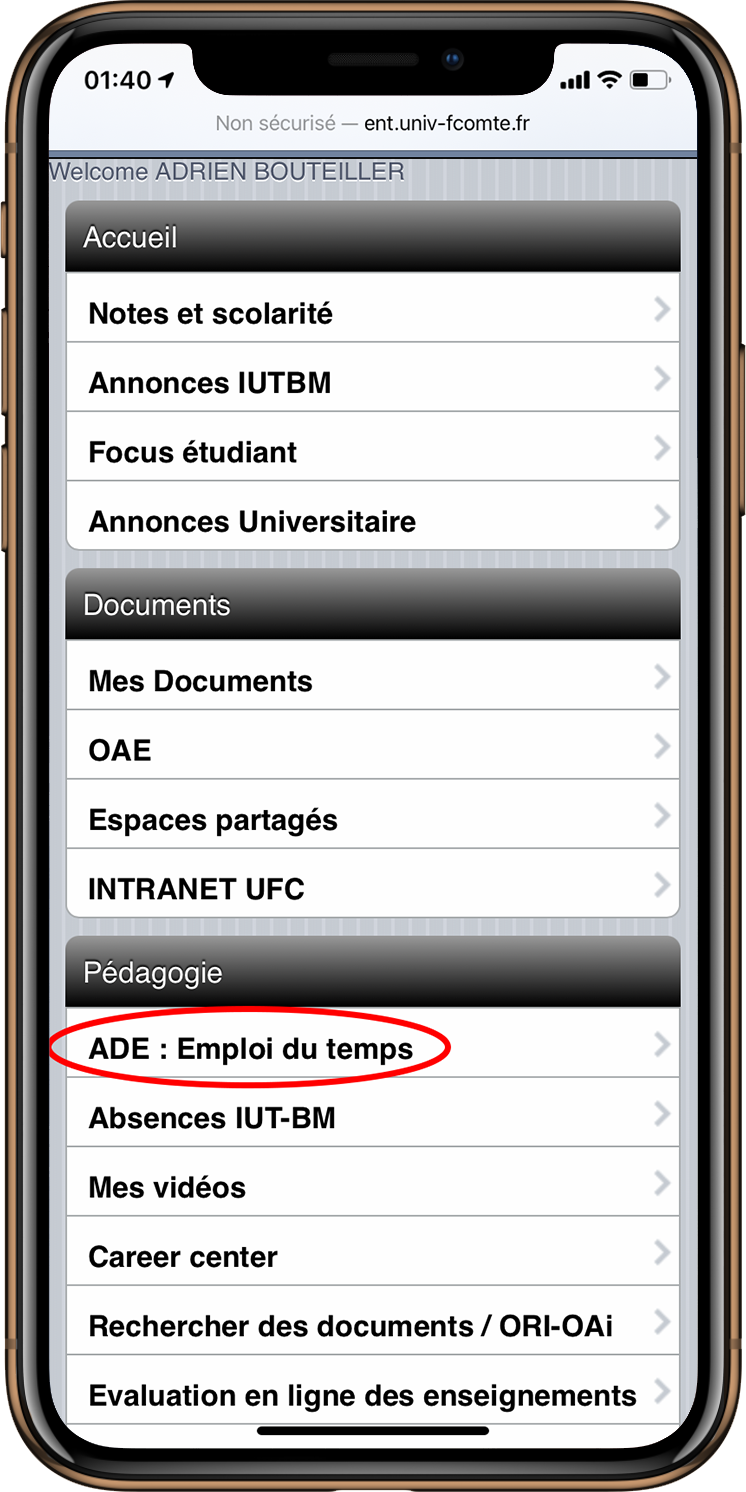 01:40
Non sécurisé — ent.univ-fcomte.fr
Welcome ADRIEN BOUTEILLER
Accueil
Notes et scolarité
Annonces IUTBM
Focus étudiant
Annonces Universitaire
Documents
Mes Documents
OAE
Espaces partagés
INTRANET UFC
Pédagogie
ADE : Emploi du temps
Absences IUT-BM
Mes vidéos
Career center
Rechercher des documents / ORI-OAi
Evaluation en ligne des enseignements